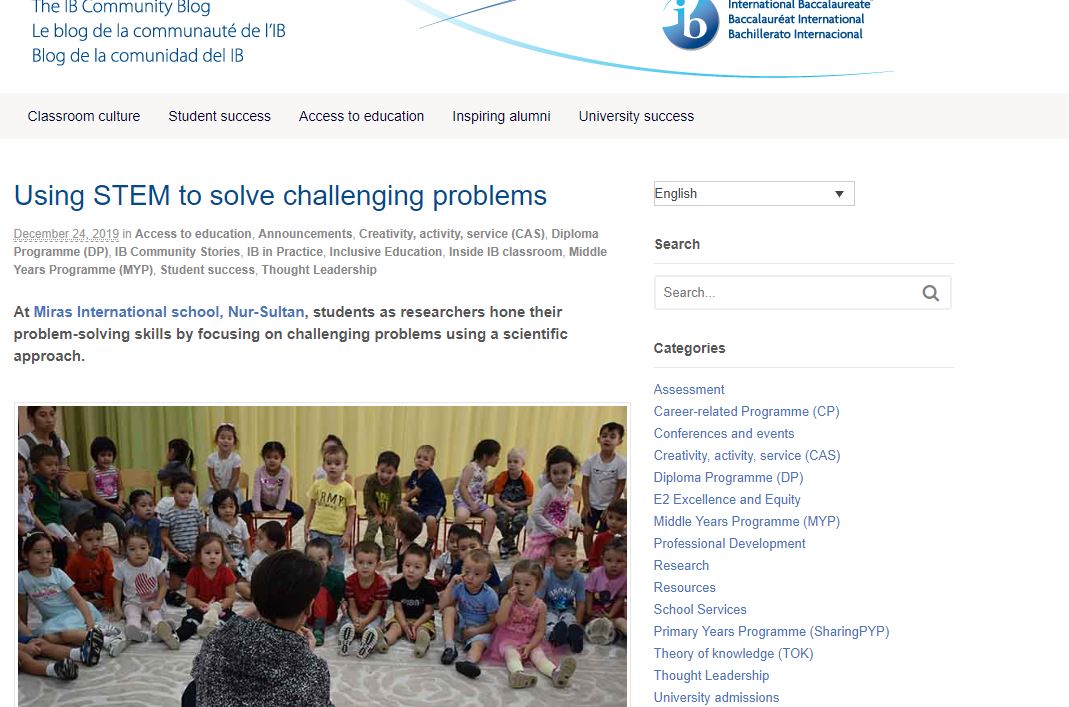 The IB Community Blog
Le blog de la communauté de l'IB
Blog de la comunidad del IB
ib
International Baccalaureate®
Baccalauréat International
Bachillerato Internacional
Classroom culture
Student success
Access to education
Inspiring alumni
University success
Using STEM to solve challenging problems
December 24, 2019 in Access to education, Announcements, Creativity, activity, service (CAS), Diploma
Programme (DP), IB Community Stories, IB in Practice, Inclusive Education, Inside IB classroom, Middle
Years Programme (MYP), Student success, Thought Leadership
At Miras International school, Nur-Sultan, students as researchers hone their
problem-solving skills by focusing on challenging problems using a scientific
approach.
ARMY
English
Search
Search...
Categories
Assessment
Career-related Programme (CP)
Conferences and events
Creativity, activity, service (CAS)
Diploma Programme (DP)
E2 Excellence and Equity
Middle Years Programme (MYP)
Professional Development
Research
Resources
School Services
Primary Years Programme (SharingPYP)
Theory of knowledge (TOK)
Thought Leadership
University admissions